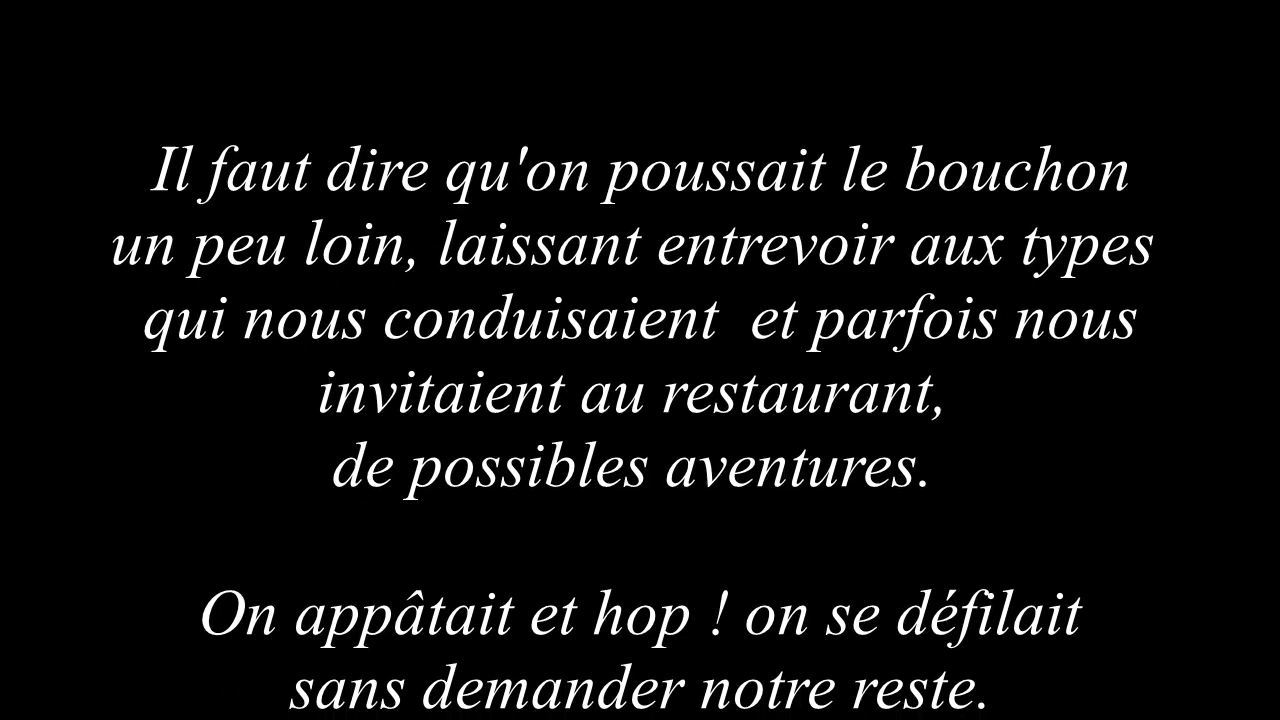 Il faut dire qu'on poussait le bouchon
un peu loin, laissant entrevoir aux types
qui nous conduisaient  et parfois nous
invitaient au restaurant,
de possibles aventures.
On appâtait et hop ! on se défilait
sans demander notre reste.